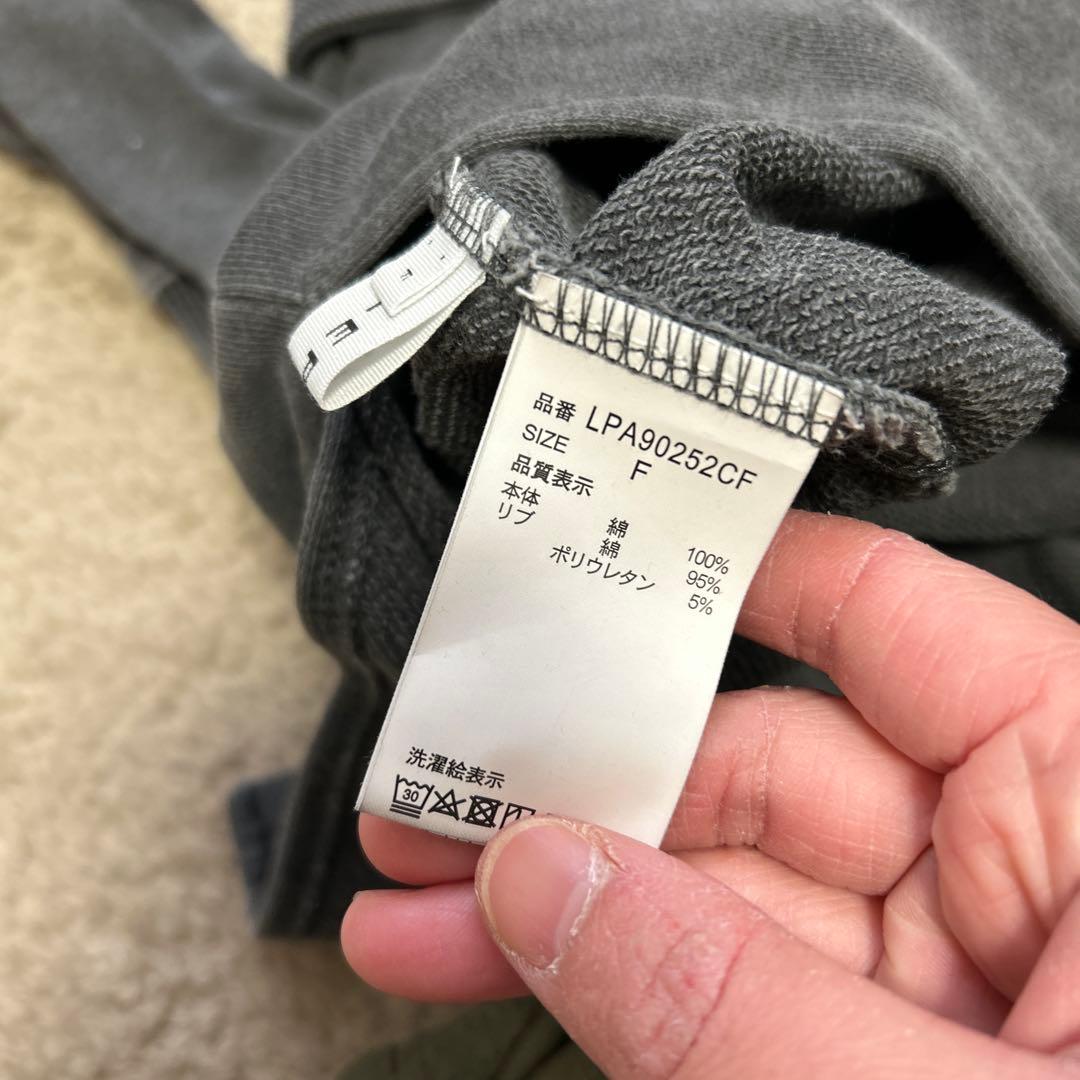 品番 LPA90252CF
SIZE F
品質表示
本体 綿 100%
リブ 綿 95%
ポリウレタン 5%
洗濯絵表示
30